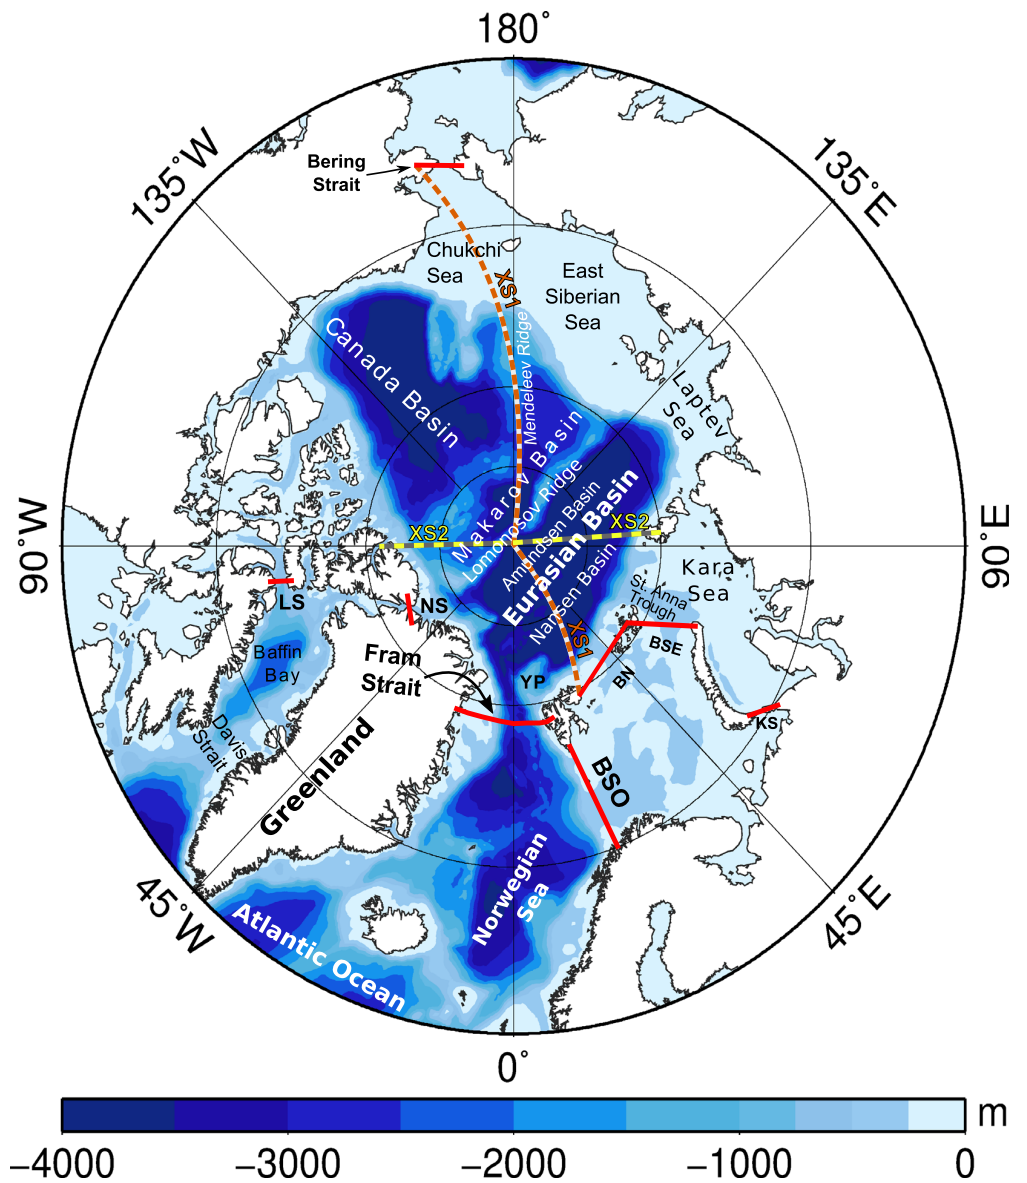 180°
135°W
135°E
Bering
Strait
Chukchi
Sea
XS1
East
Siberian
Sea
Mendeleev Ridge
Canada Basin
Laptev
Sea
Makarov Basin
Lomonosov Ridge
Amundsen Basin
Eurasian Basin
Nansen Basin
XS2
XS2
90°W
90°E
Kara
Sea
St. Anna
Trough
LS
NS
XS1
BSE
BN
Fram
Strait
YP
Baffin
Bay
KS
Davis
Strait
Greenland
BSO
Norwegian
Sea
45°W
45°E
Atlantic Ocean
0°
m
−4000
−3000
−2000
−1000
0